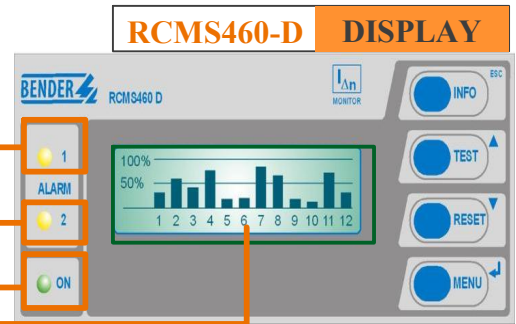 RCMS460-D DISPLAY
BENDER RCMS460 D
I∆n
MONITOR
ESC
INFO
TEST
RESET
MENU
1
ALARM
2
ON
100%
50%
1 2 3 4 5 6 7 8 9 10 11 12